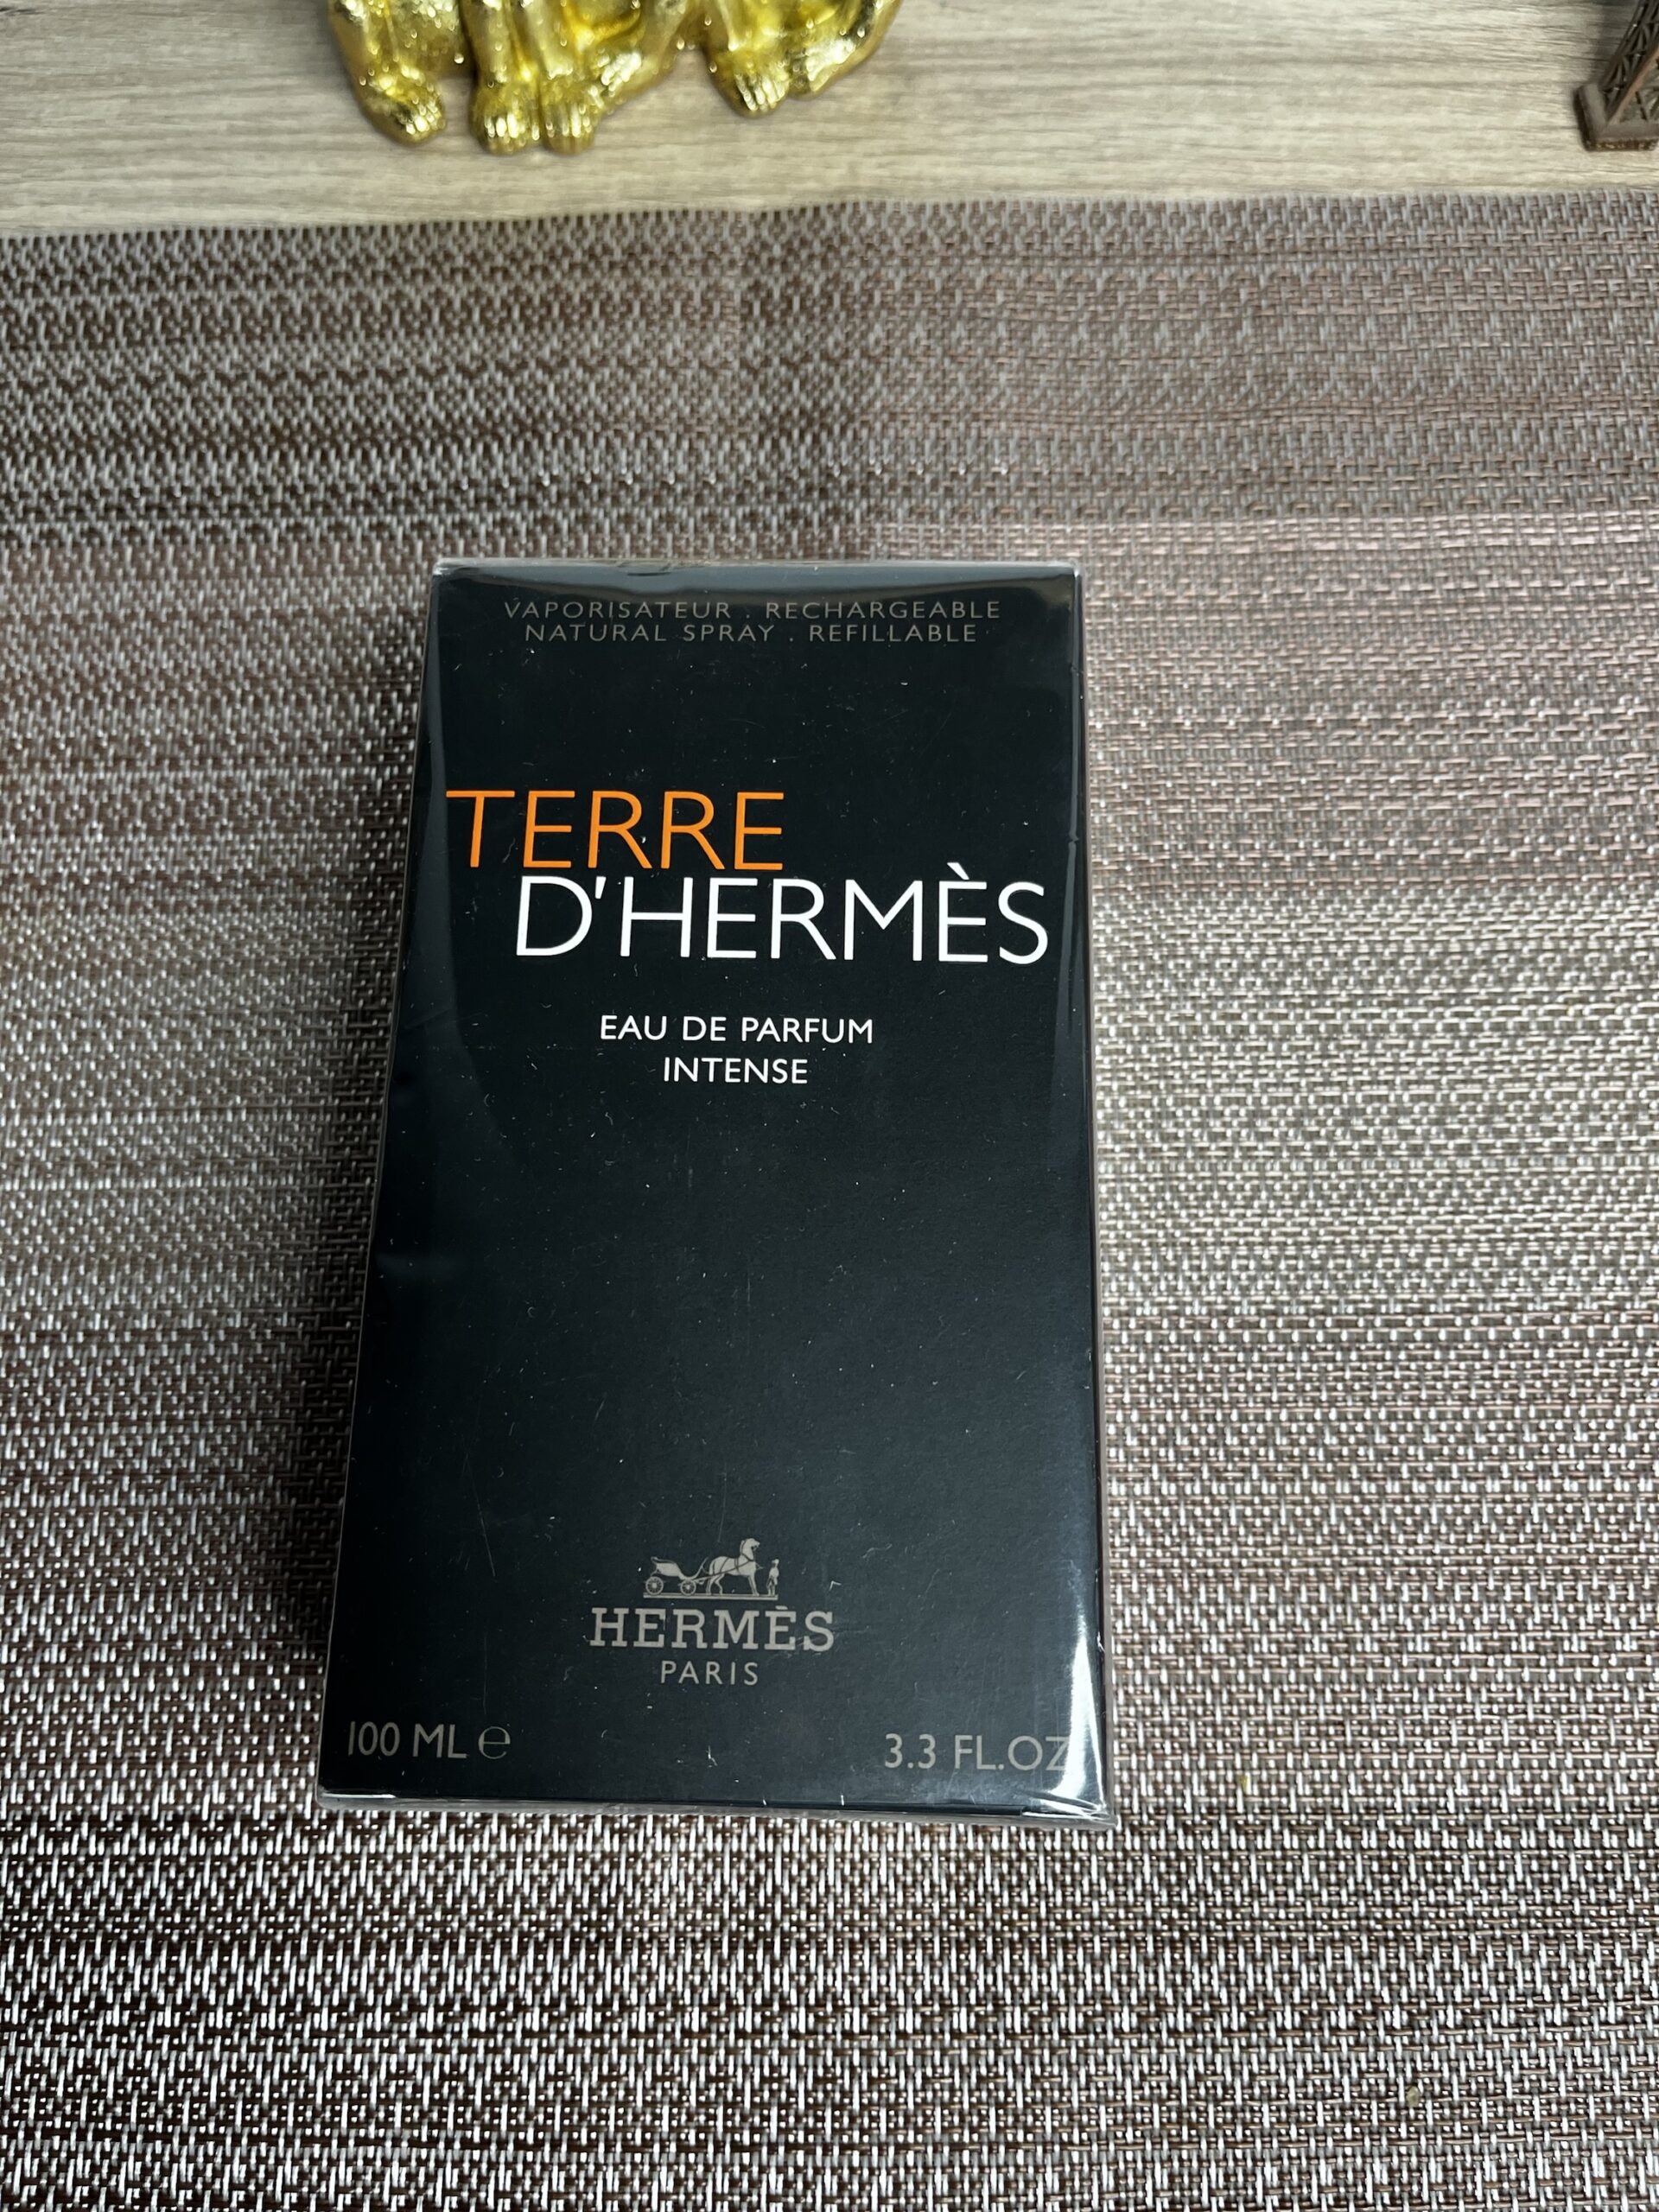 VAPORISATEUR . RECHARGEABLE
NATURAL SPRAY . REFILLABLE
TERRE
D'HERMÈS
EAU DE PARFUM
INTENSE
HERMÈS
PARIS
100 ML ℮
3.3 FL.OZ